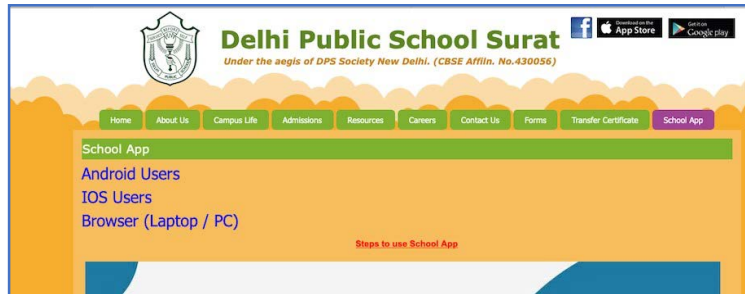 Delhi Public School Surat
Under the aegis of DPS Society New Delhi. (CBSE Affiln. No.430056)
f
Download on the
App Store
Get it on
Google play
Home
About Us
Campus Life
Admissions
Resources
Careers
Contact Us
Forms
Transfer Certificate
School App
School App
Android Users
IOS Users
Browser (Laptop / PC)
Steps to use School App